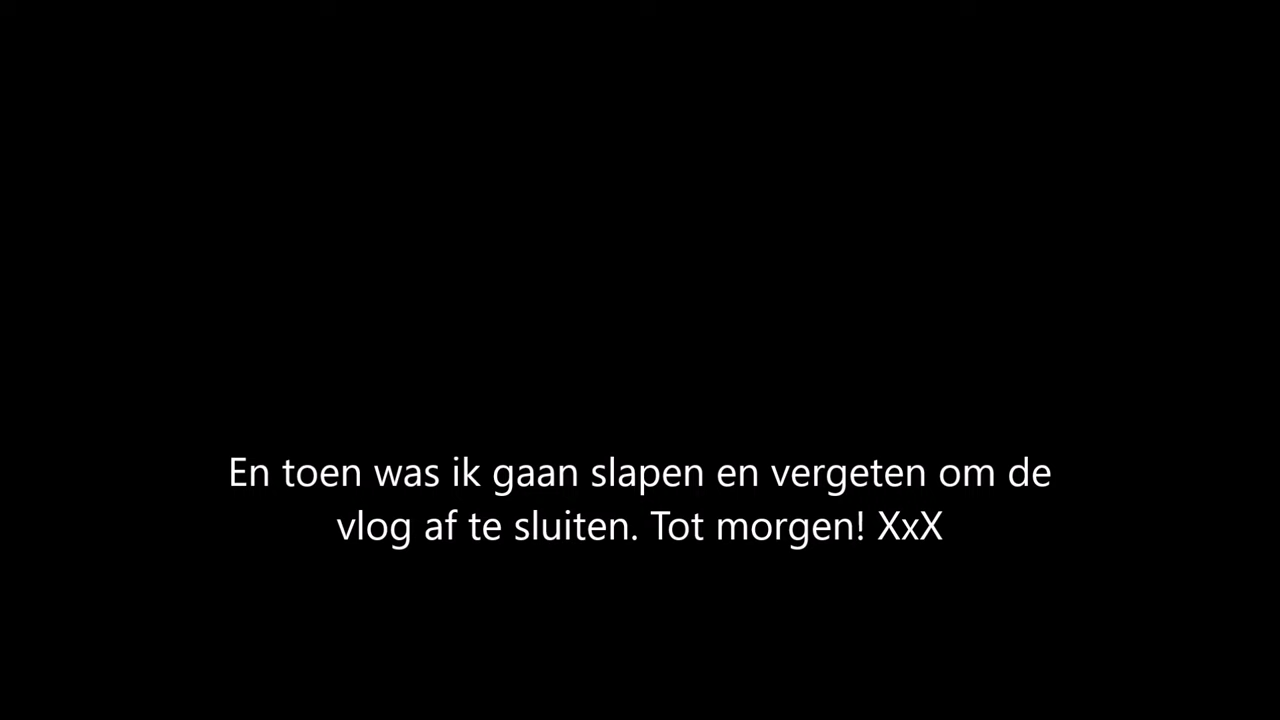 En toen was ik gaan slapen en vergeten om de
vlog af te sluiten. Tot morgen! XxX